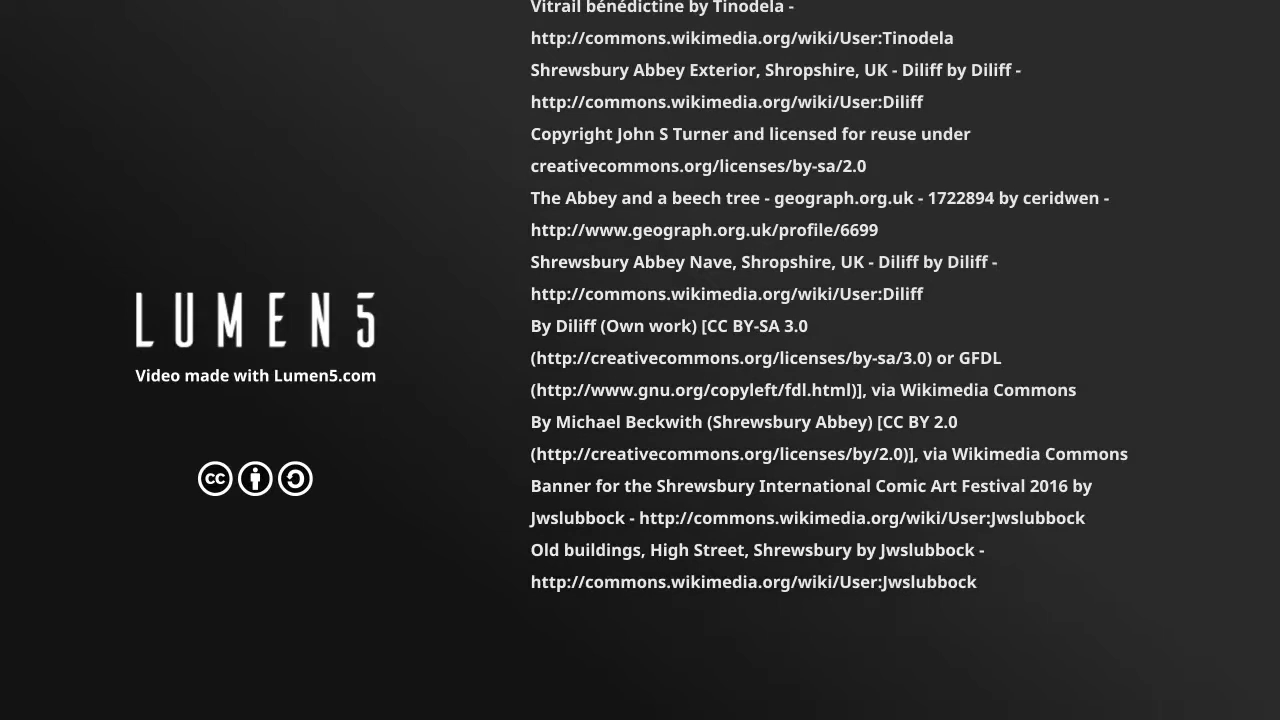 LUMEN5
Video made with Lumen5.com
cc
Vitrail bénédictine by Tinodela -
http://commons.wikimedia.org/wiki/User:Tinodela
Shrewsbury Abbey Exterior, Shropshire, UK - Diliff by Diliff -
http://commons.wikimedia.org/wiki/User:Diliff
Copyright John S Turner and licensed for reuse under
creativecommons.org/licenses/by-sa/2.0
The Abbey and a beech tree - geograph.org.uk - 1722894 by ceridwen -
http://www.geograph.org.uk/profile/6699
Shrewsbury Abbey Nave, Shropshire, UK - Diliff by Diliff -
http://commons.wikimedia.org/wiki/User:Diliff
By Diliff (Own work) [CC BY-SA 3.0
(http://creativecommons.org/licenses/by-sa/3.0) or GFDL
(http://www.gnu.org/copyleft/fdl.html)], via Wikimedia Commons
By Michael Beckwith (Shrewsbury Abbey) [CC BY 2.0
(http://creativecommons.org/licenses/by/2.0)], via Wikimedia Commons
Banner for the Shrewsbury International Comic Art Festival 2016 by
Jwslubbock - http://commons.wikimedia.org/wiki/User:Jwslubbock
Old buildings, High Street, Shrewsbury by Jwslubbock -
http://commons.wikimedia.org/wiki/User:Jwslubbock